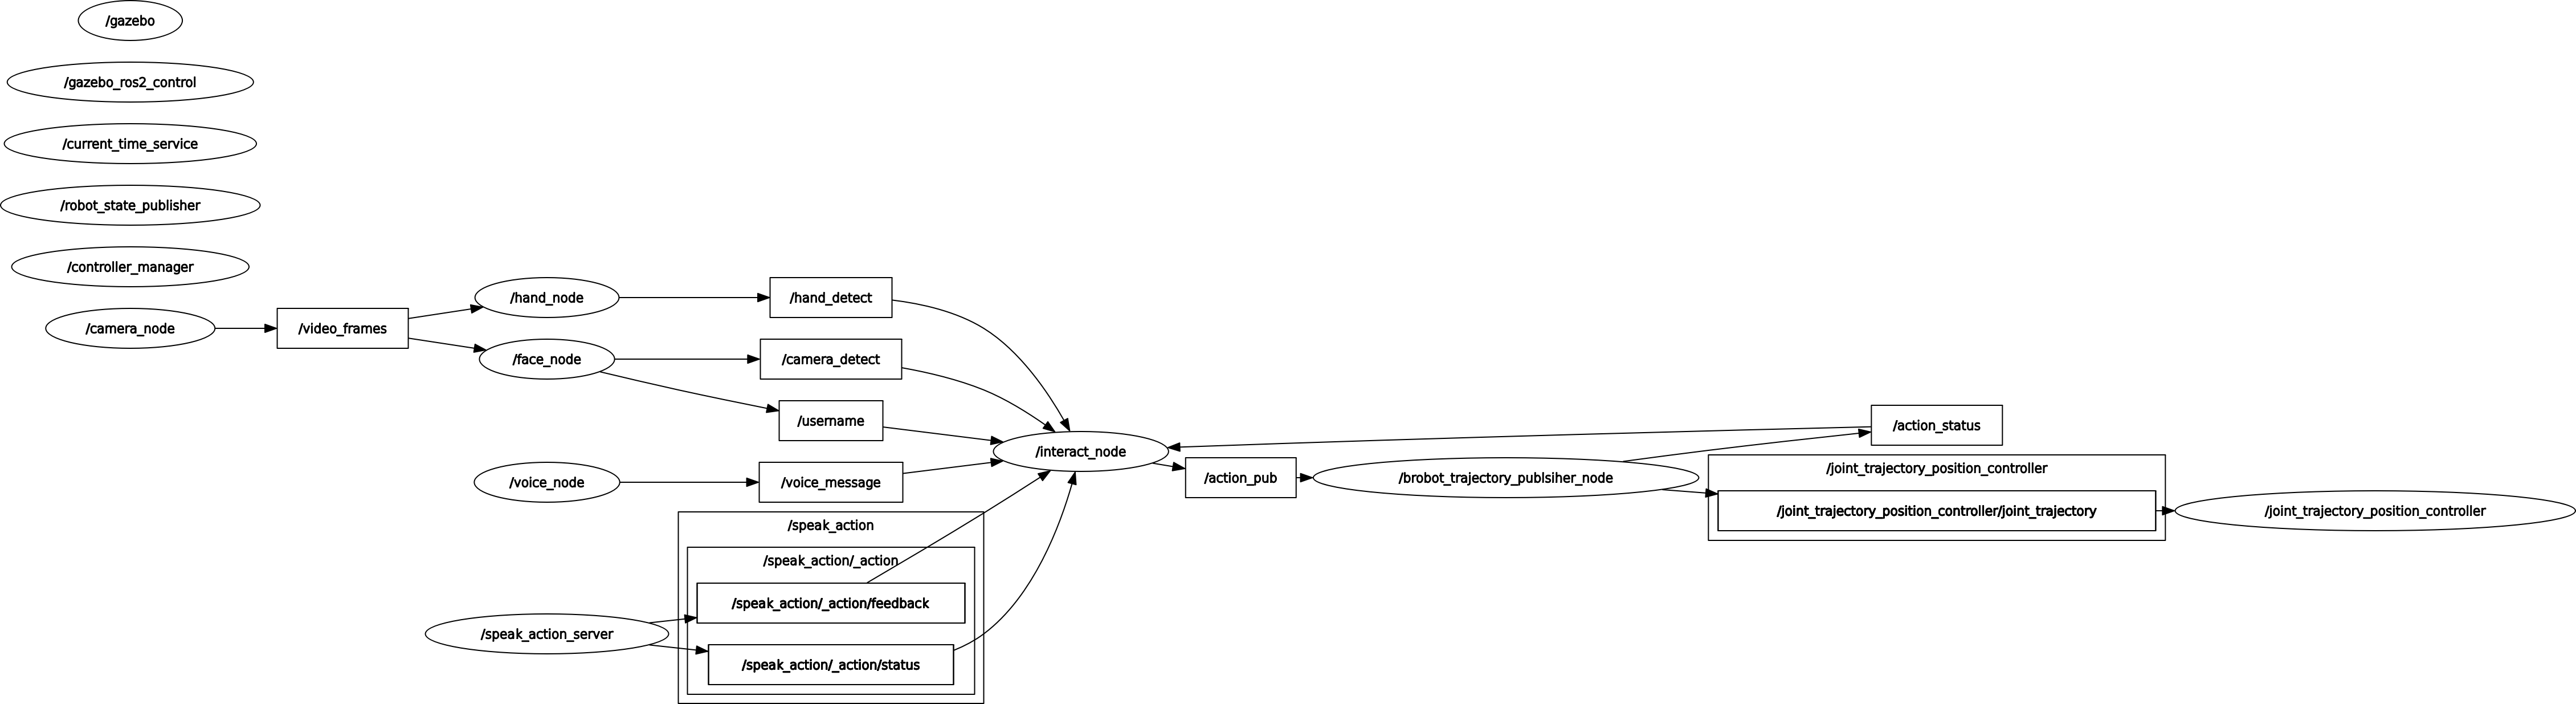 /gazebo
/gazebo_ros2_control
/current_time_service
/robot_state_publisher
/controller_manager
/camera_node
/video_frames
/hand_node
/face_node
/hand_detect
/camera_detect
/username
/voice_node
/voice_message
/speak_action
/speak_action/_action
/speak_action/_action/feedback
/speak_action_server
/speak_action/_action/status
/interact_node
/action_pub
/brobot_trajectory_publsiher_node
/action_status
/joint_trajectory_position_controller
/joint_trajectory_position_controller/joint_trajectory
/joint_trajectory_position_controller